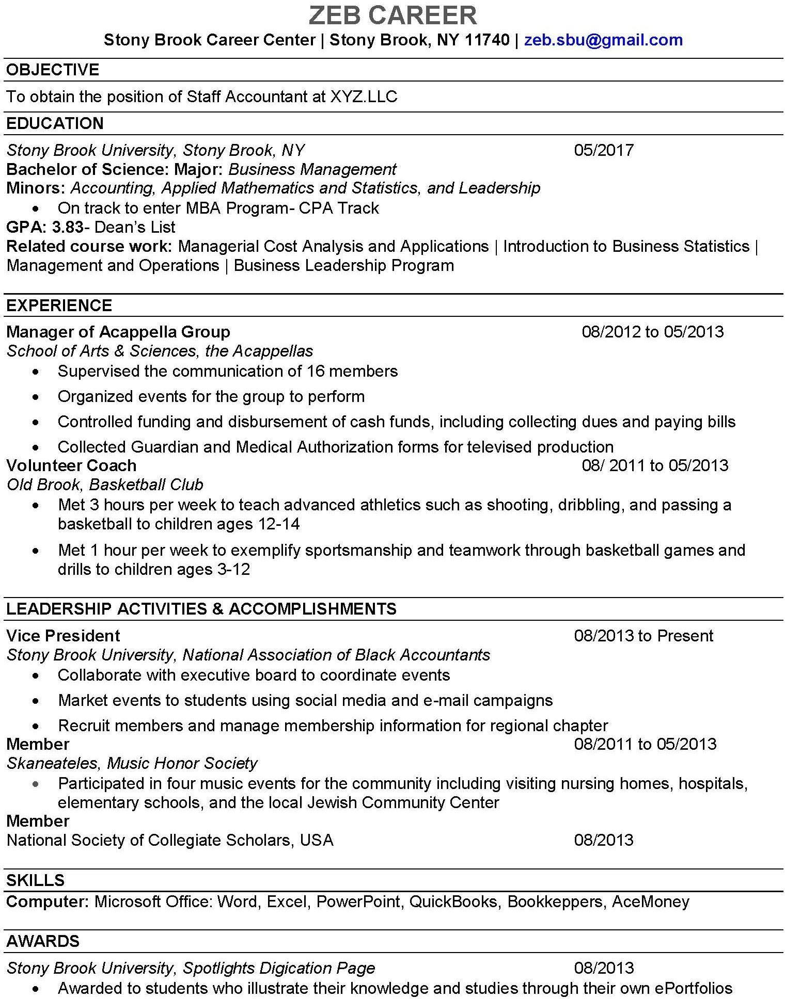 ZEB CAREER
Stony Brook Career Center | Stony Brook, NY 11740 | zeb.sbu@gmail.com
OBJECTIVE
To obtain the position of Staff Accountant at XYZ.LLC
EDUCATION
Stony Brook University, Stony Brook, NY 05/2017
Bachelor of Science: Major: Business Management
Minors: Accounting, Applied Mathematics and Statistics, and Leadership
• On track to enter MBA Program- CPA Track
GPA: 3.83- Dean's List
Related course work: Managerial Cost Analysis and Applications | Introduction to Business Statistics |
Management and Operations | Business Leadership Program
EXPERIENCE
Manager of Acappella Group 08/2012 to 05/2013
School of Arts & Sciences, the Acappellas
• Supervised the communication of 16 members
• Organized events for the group to perform
• Controlled funding and disbursement of cash funds, including collecting dues and paying bills
• Collected Guardian and Medical Authorization forms for televised production
Volunteer Coach 08/ 2011 to 05/2013
Old Brook, Basketball Club
• Met 3 hours per week to teach advanced athletics such as shooting, dribbling, and passing a
basketball to children ages 12-14
• Met 1 hour per week to exemplify sportsmanship and teamwork through basketball games and
drills to children ages 3-12
LEADERSHIP ACTIVITIES & ACCOMPLISHMENTS
Vice President 08/2013 to Present
Stony Brook University, National Association of Black Accountants
• Collaborate with executive board to coordinate events
• Market events to students using social media and e-mail campaigns
• Recruit members and manage membership information for regional chapter
Member 08/2011 to 05/2013
Skaneateles, Music Honor Society
• Participated in four music events for the community including visiting nursing homes, hospitals,
elementary schools, and the local Jewish Community Center
Member
National Society of Collegiate Scholars, USA 08/2013
SKILLS
Computer: Microsoft Office: Word, Excel, PowerPoint, QuickBooks, Bookkeppers, AceMoney
AWARDS
Stony Brook University, Spotlights Digication Page 08/2013
• Awarded to students who illustrate their knowledge and studies through their own ePortfolios